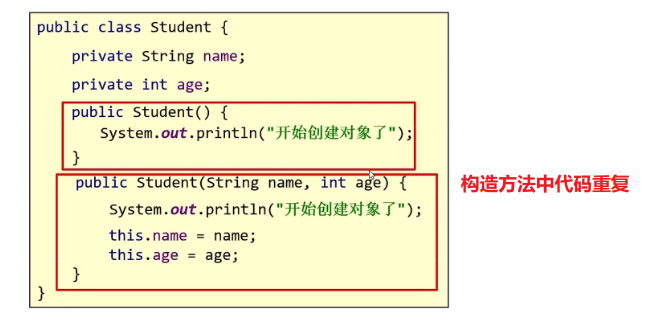 public class Student {
private String name;
private int age;
public Student() {
System.out.println("开始创建对象了");
}
public Student(String name, int age) {
System.out.println("开始创建对象了");
this.name = name;
this.age = age;
}
}
构造方法中代码重复